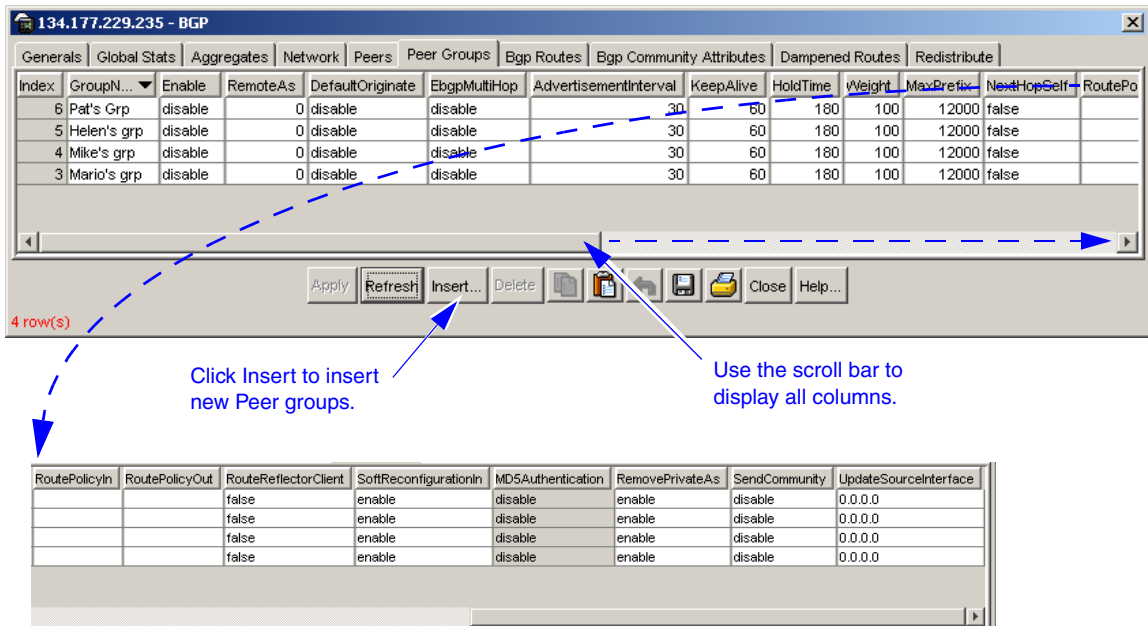 134.177.229.235 - BGP
Generals Global Stats Aggregates Network Peers Peer Groups Bgp Routes Bgp Community Attributes Dampened Routes Redistribute
Index GroupN... Enable RemoteAs DefaultOriginate EbgpMultiHop AdvertisementInterval KeepAlive HoldTime Weight MaxPrefix NextHopSelf RoutePo
6 Pat's Grp disable 0 disable disable 30 60 180 100 12000 false
5 Helen's grp disable 0 disable disable 30 60 180 100 12000 false
4 Mike's grp disable 0 disable disable 30 60 180 100 12000 false
3 Mario's grp disable 0 disable disable 30 60 180 100 12000 false
Apply Refresh Insert... Delete Close Help...
4 row(s)
Click Insert to insert
new Peer groups.
Use the scroll bar to
display all columns.
RoutePolicyIn RoutePolicyOut RouteReflectorClient SoftReconfigurationIn MD5Authentication RemovePrivateAs SendCommunity UpdateSourceInterface
false enable disable enable disable 0.0.0.0
false enable disable enable disable 0.0.0.0
false enable disable enable disable 0.0.0.0
false enable disable enable disable 0.0.0.0